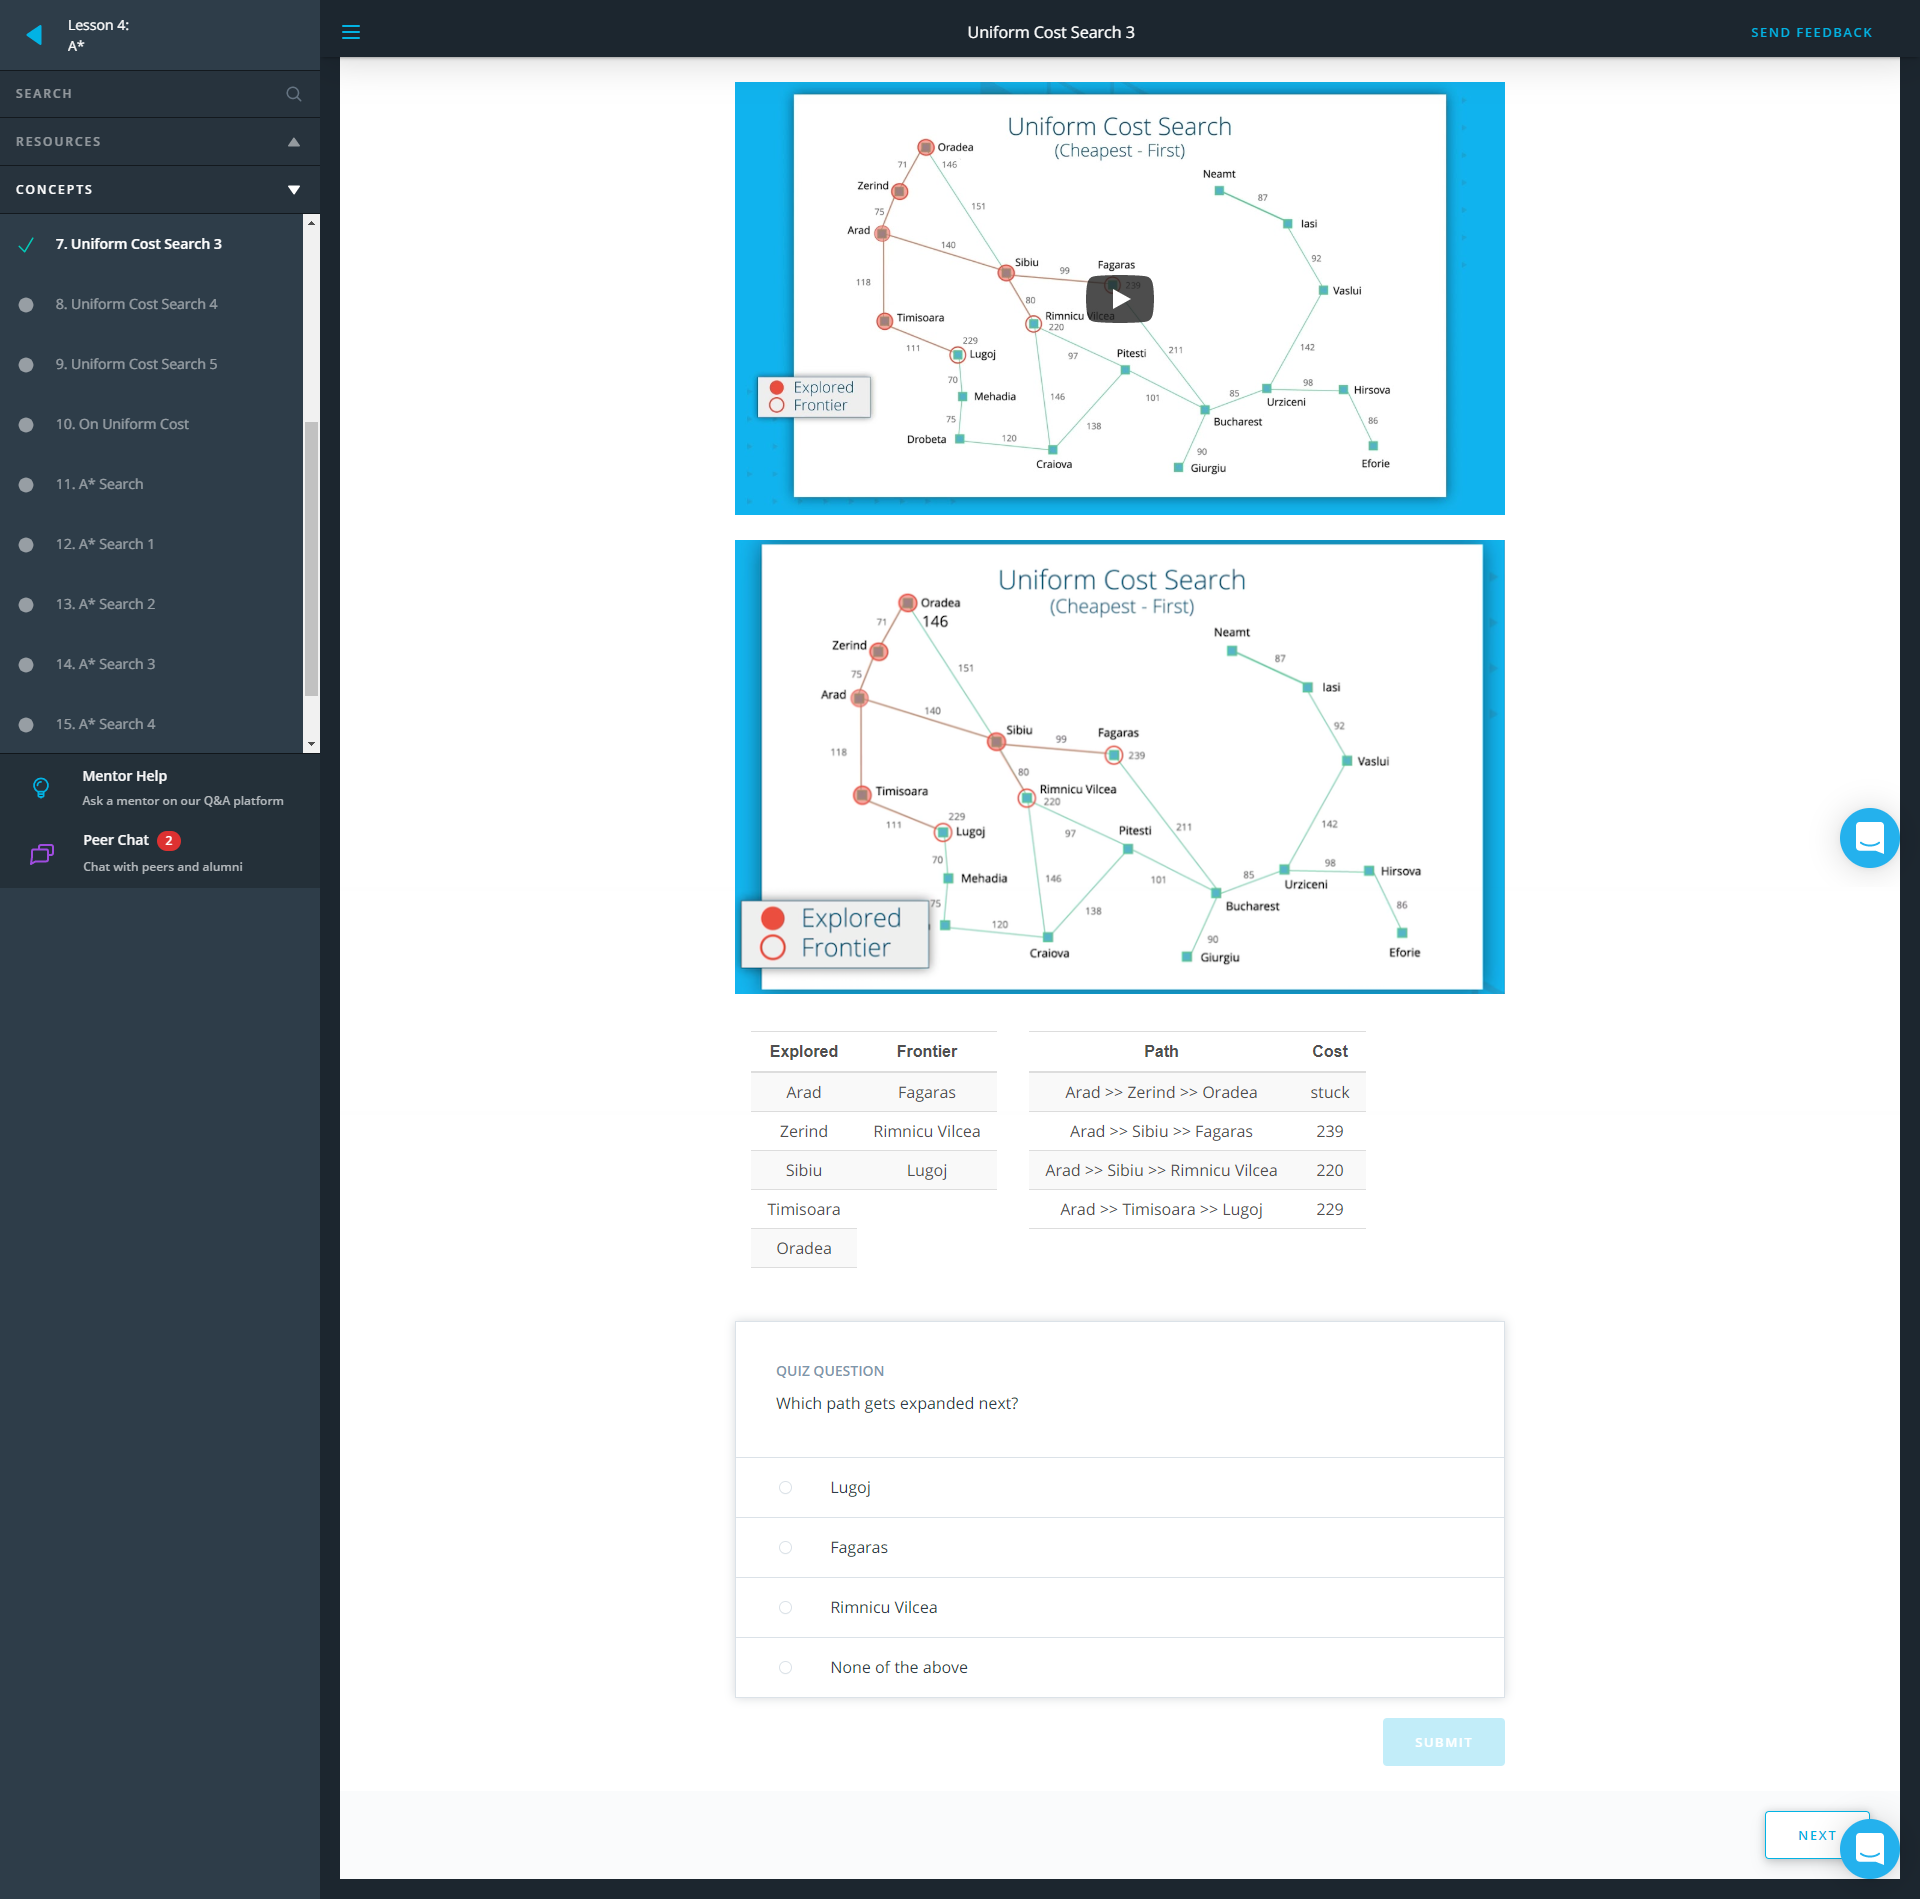 Lesson 4:
A*
SEARCH
RESOURCES
CONCEPTS
7. Uniform Cost Search 3
8. Uniform Cost Search 4
9. Uniform Cost Search 5
10. On Uniform Cost
11. A* Search
12. A* Search 1
13. A* Search 2
14. A* Search 3
15. A* Search 4
Mentor Help
Ask a mentor on our Q&A platform
Peer Chat 2
Chat with peers and alumni
Uniform Cost Search 3
SEND FEEDBACK
Uniform Cost Search
(Cheapest - First)
Oradea
71
146
Neamt
Zerind
87
75
151
Iasi
Arad
140
Sibiu
99
Fagaras
92
118
239
80
Vaslui
Timisoara
Rimnicu Vilcea
220
229
111
Lugoj
97
Pitesti
211
142
70
Explored
Mehadia
146
101
85
98
Hirsova
Urziceni
Frontier
75
138
Bucharest
86
Drobeta
120
90
Craiova
Giurgiu
Eforie
Uniform Cost Search
(Cheapest - First)
Oradea
71
146
Neamt
Zerind
87
75
151
Iasi
Arad
140
Sibiu
99
Fagaras
92
118
239
80
Vaslui
Timisoara
Rimnicu Vilcea
220
229
111
Lugoj
97
Pitesti
211
142
70
Mehadia
146
101
85
98
Hirsova
Urziceni
75
138
Bucharest
86
Explored
120
90
Frontier
Craiova
Giurgiu
Eforie
Explored Frontier
Arad Fagaras
Zerind Rimnicu Vilcea
Sibiu Lugoj
Timisoara
Oradea
Path Cost
Arad >> Zerind >> Oradea stuck
Arad >> Sibiu >> Fagaras 239
Arad >> Sibiu >> Rimnicu Vilcea 220
Arad >> Timisoara >> Lugoj 229
QUIZ QUESTION
Which path gets expanded next?
Lugoj
Fagaras
Rimnicu Vilcea
None of the above
SUBMIT
NEXT